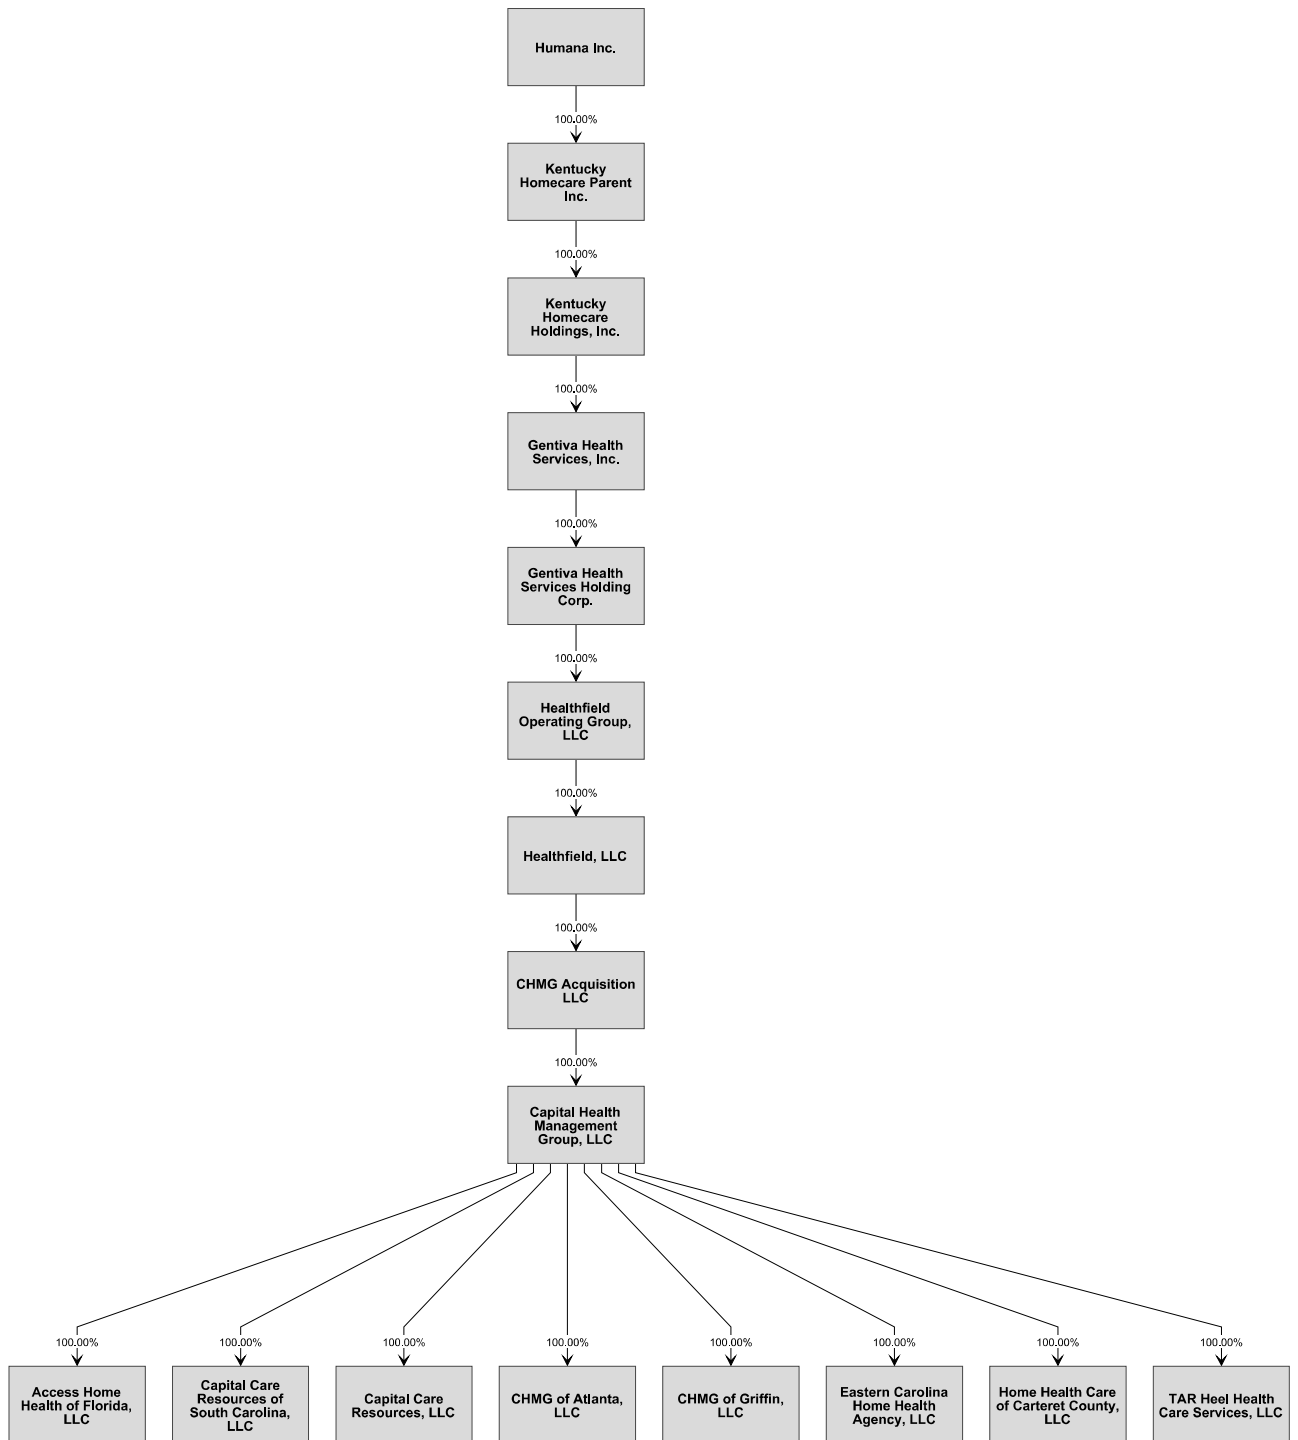 Humana Inc.
100.00%
Kentucky
Homecare Parent
Inc.
100.00%
Kentucky
Homecare
Holdings, Inc.
100.00%
Gentiva Health
Services, Inc.
100.00%
Gentiva Health
Services Holding
Corp.
100.00%
Healthfield
Operating Group,
LLC
100.00%
Healthfield, LLC
100.00%
CHMG Acquisition
LLC
100.00%
Capital Health
Management
Group, LLC
100.00%
Access Home
Health of Florida,
LLC
100.00%
Capital Care
Resources of
South Carolina,
LLC
100.00%
Capital Care
Resources, LLC
100.00%
CHMG of Atlanta,
LLC
100.00%
CHMG of Griffin,
LLC
100.00%
Eastern Carolina
Home Health
Agency, LLC
100.00%
Home Health Care
of Carteret County,
LLC
100.00%
TAR Heel Health
Care Services, LLC